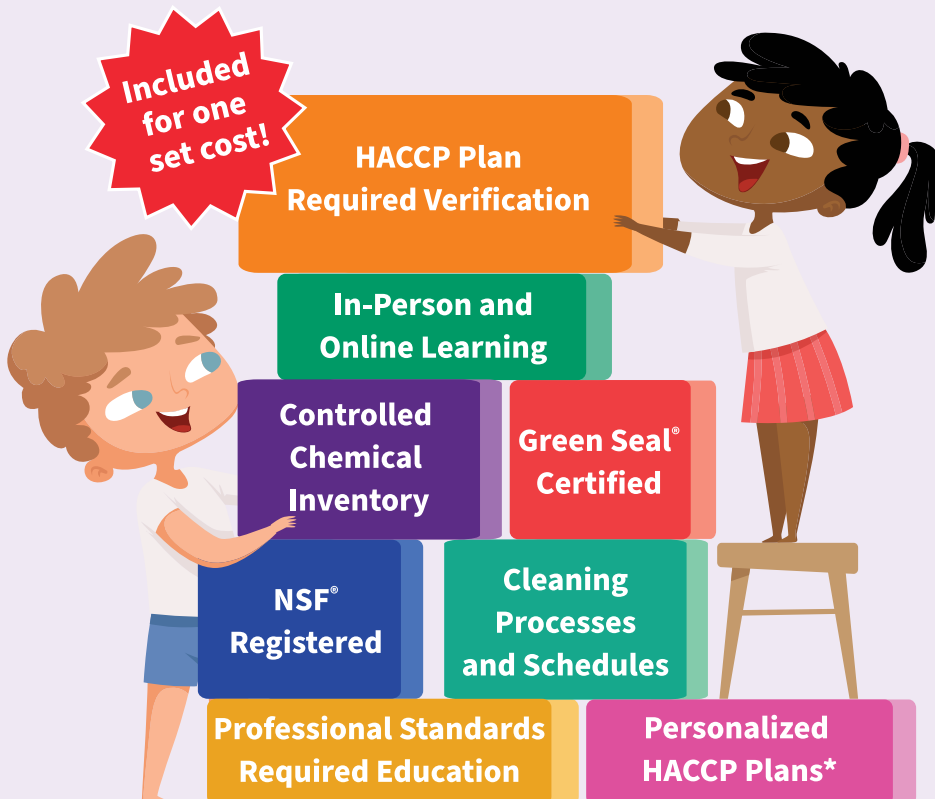 Included
for one
set cost!
HACCP Plan
Required Verification
In-Person and
Online Learning
Controlled
Chemical
Inventory
Green Seal®
Certified
NSF®
Registered
Cleaning
Processes
and Schedules
Professional Standards
Required Education
Personalized
HACCP Plans*